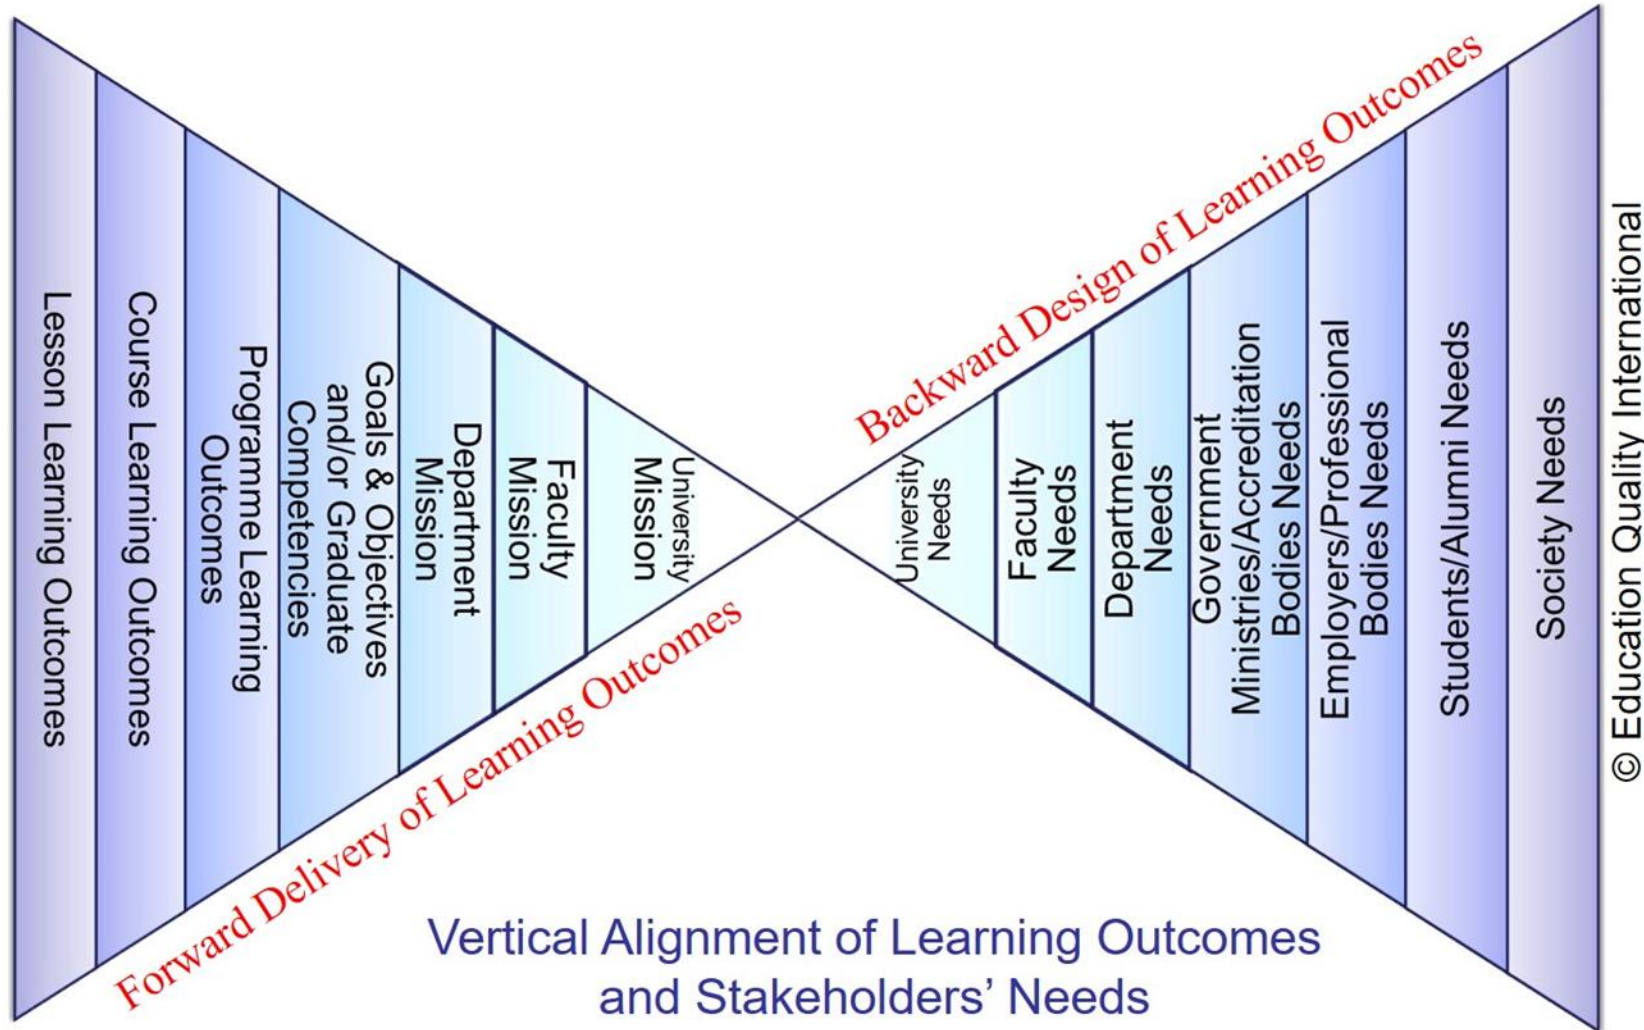 Lesson Learning Outcomes
Course Learning Outcomes
Programme Learning
Outcomes
Goals & Objectives
and/or Graduate
Competencies
Department
Mission
Faculty
Mission
University
Mission
Forward Delivery of Learning Outcomes
Backward Design of Learning Outcomes
University
Needs
Faculty
Needs
Department
Needs
Government
Ministries/Accreditation
Bodies Needs
Employers/Professional
Bodies Needs
Students/Alumni Needs
Society Needs
© Education Quality International
Vertical Alignment of Learning Outcomes
and Stakeholders’ Needs